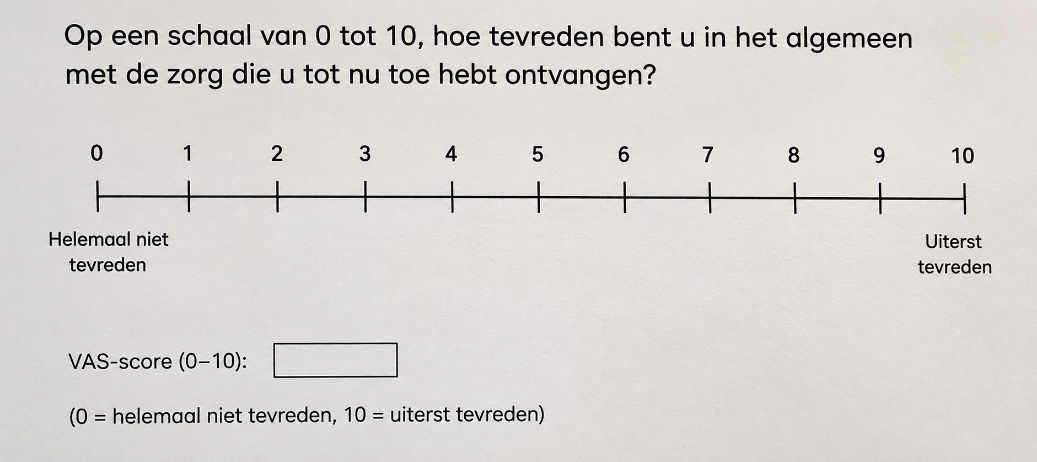 Op een schaal van 0 tot 10, hoe tevreden bent u in het algemeen
met de zorg die u tot nu toe hebt ontvangen?
0 1 2 3 4 5 6 7 8 9 10
Helemaal niet tevreden
Uiterst tevreden
VAS-score (0–10):
(0 = helemaal niet tevreden, 10 = uiterst tevreden)